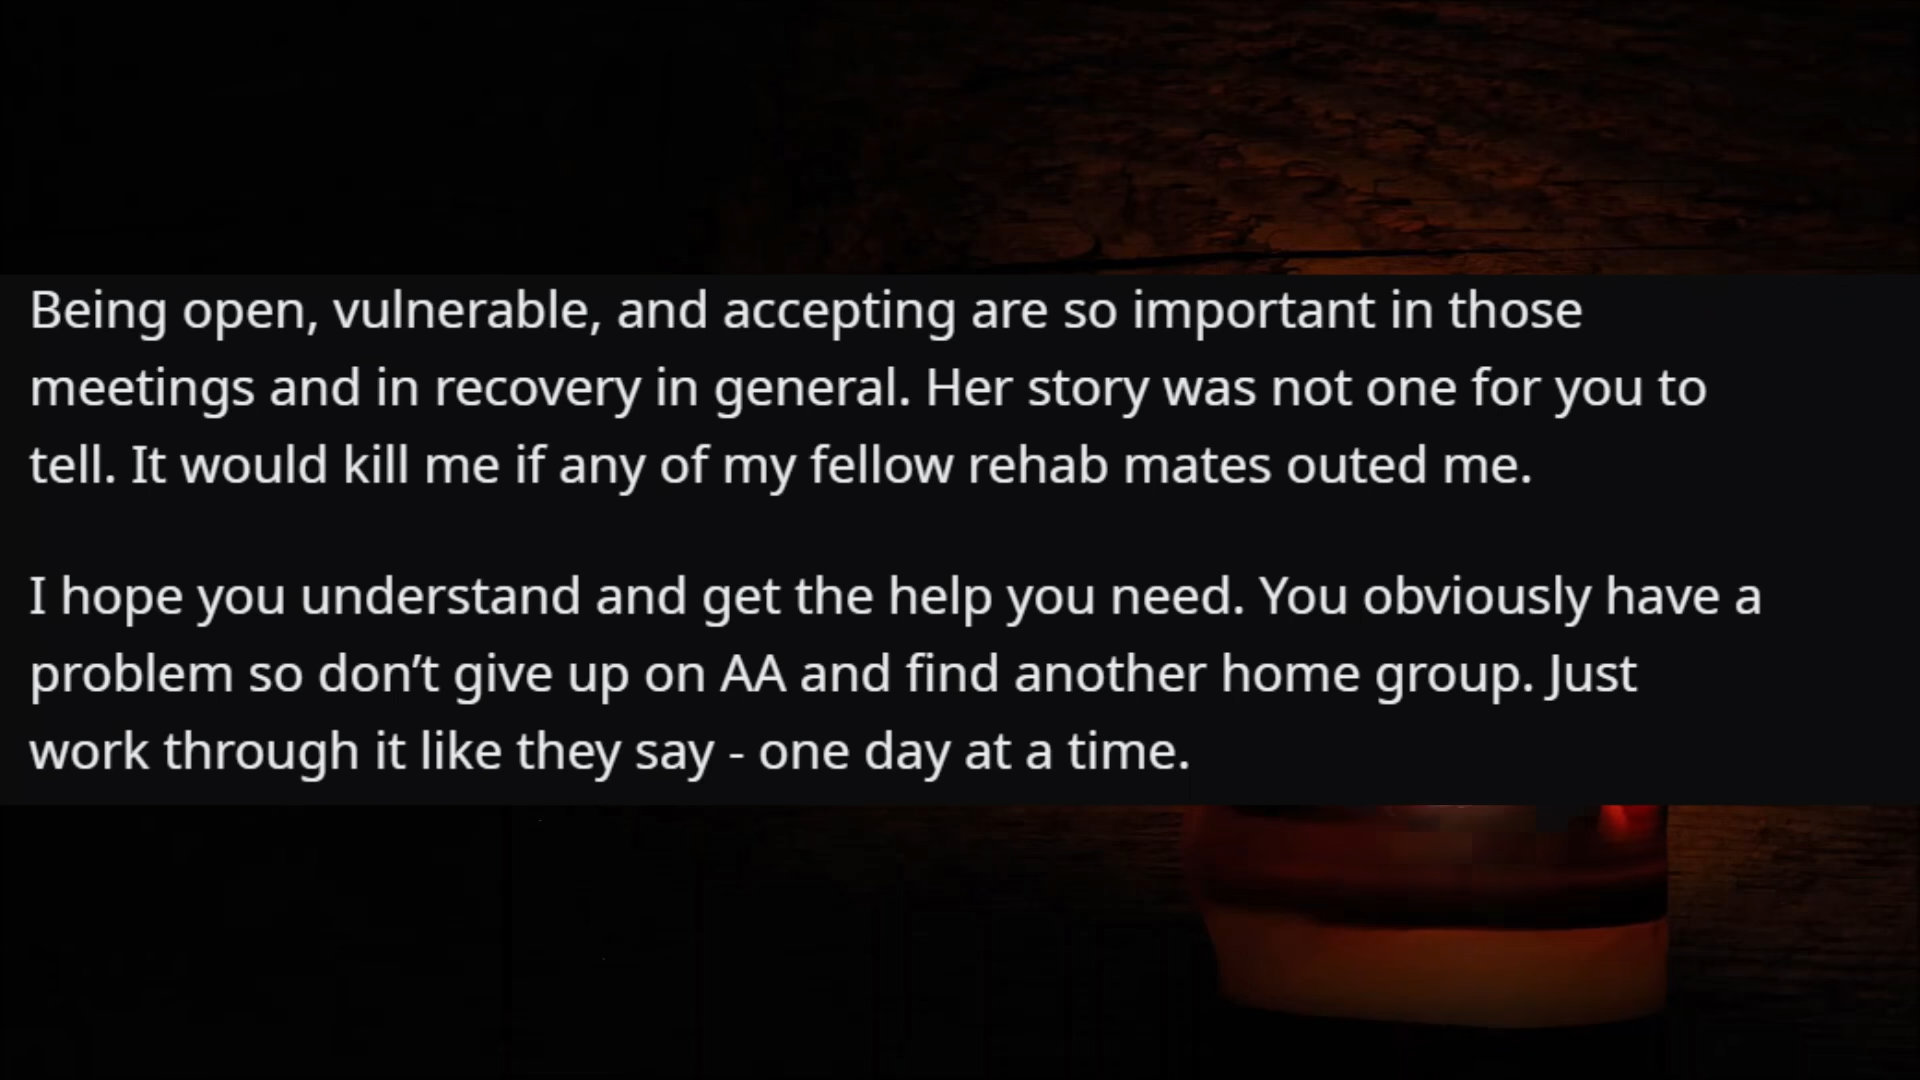 Being open, vulnerable, and accepting are so important in those
meetings and in recovery in general. Her story was not one for you to
tell. It would kill me if any of my fellow rehab mates outed me.
I hope you understand and get the help you need. You obviously have a
problem so don’t give up on AA and find another home group. Just
work through it like they say - one day at a time.